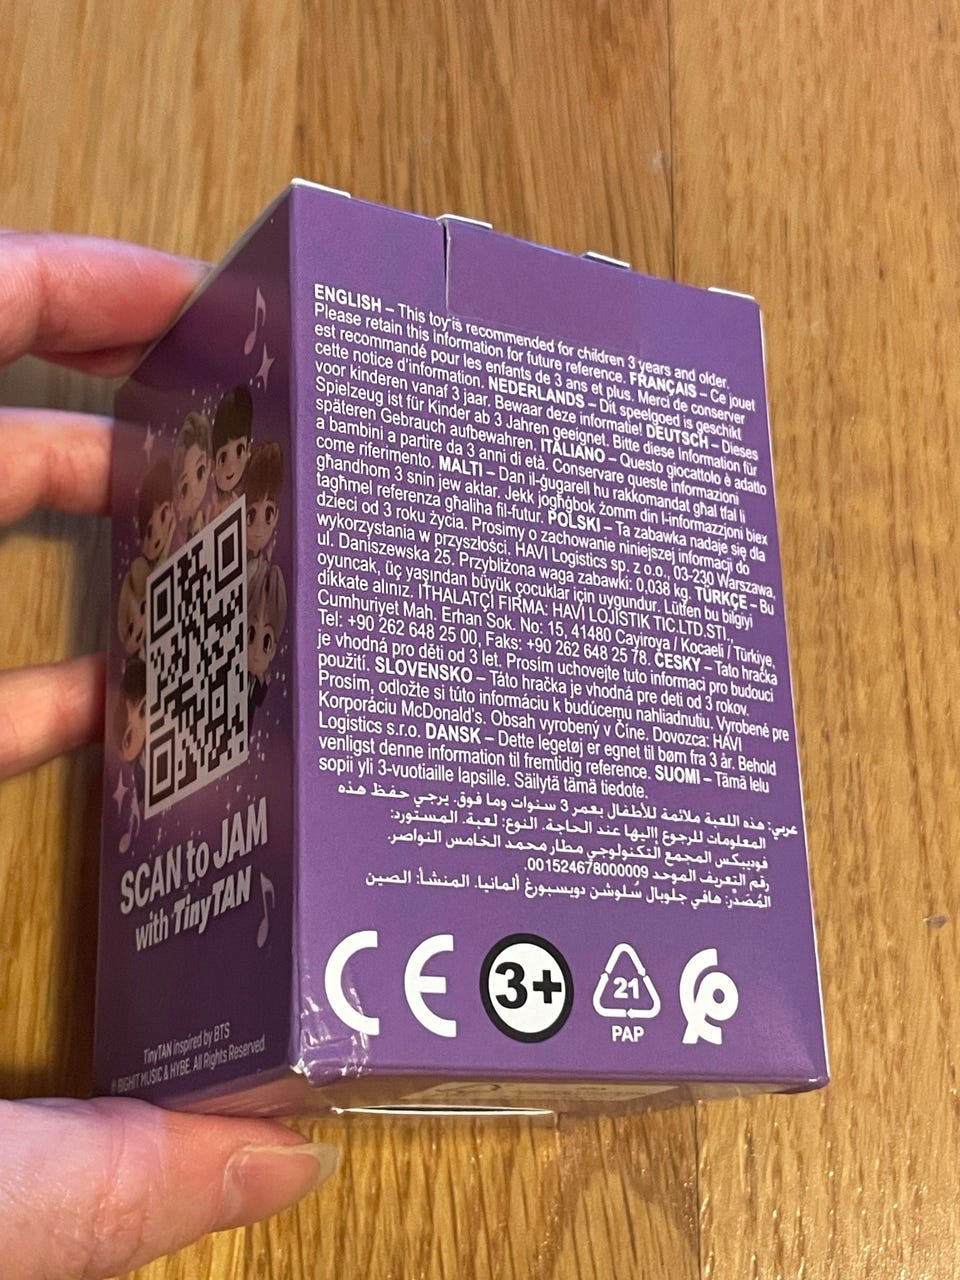 ENGLISH – This toy is recommended for children 3 years and older.
Please retain this information for future reference. FRANÇAIS – Ce jouet
est recommandé pour les enfants de 3 ans et plus. Merci de conserver
cette notice d'information. NEDERLANDS – Dit speelgoed is geschikt
voor kinderen vanaf 3 jaar. Bewaar deze informatie! DEUTSCH – Dieses
Spielzeug ist für Kinder ab 3 Jahren geeignet. Bitte diese Information für
späteren Gebrauch aufbewahren. ITALIANO – Questo giocattolo è adatto
a bambini a partire da 3 anni di età. Conservare queste informazioni
come riferimento. MALTI – Dan il-ġugarell hu rakkomandat għal tfal li
għandhom 3 snin jew aktar. Jekk jogħġbok żomm din l-informazzjoni biex
tagħmel referenza għaliha fil-futur. POLSKI – Ta zabawka nadaje się dla
dzieci od 3 roku życia. Prosimy o zachowanie niniejszej informacji do
wykorzystania w przyszłości. HAVI Logistics sp. z o.o., 03-230 Warszawa,
ul. Daniszewska 25. Przybliżona waga zabawki: 0,038 kg. TÜRKÇE – Bu
oyuncak, üç yaşından büyük çocuklar için uygundur. Lütfen bu bilgiyi
dikkate alınız. İTHALATÇI FİRMA: HAVİ LOJİSTİK TİC.LTD.STI.,
Cumhuriyet Mah. Erhan Sok. No: 15, 41480 Cayirova / Kocaeli / Türkiye,
Tel: +90 262 648 25 00, Faks: +90 262 648 25 78. ČESKY – Tato hračka
je vhodná pro děti od 3 let. Prosím uchovejte tuto informaci pro budoucí
použití. SLOVENSKO – Táto hračka je vhodná pre deti od 3 rokov.
Prosím, odložte si túto informáciu k budúcemu nahliadnutiu. Vyrobené pre
Korporáciu McDonald's. Obsah vyrobený v Číne. Dovozca: HAVI
Logistics s.r.o. DANSK – Dette legetøj er egnet til børn fra 3 år. Behold
venligst denne information til fremtidig reference. SUOMI – Tämä lelu
sopii yli 3-vuotiaille lapsille. Säilytä tämä tiedote.
عربي: هذه اللعبة ملائمة للأطفال بعمر 3 سنوات وما فوق. يرجي حفظ هذه
المعلومات للرجوع إليها عند الحاجة. النوع: لعبة. المستورد:
فوديبكس المجمع التكنولوجي مطار محمد الخامس النواصر.
رقم التعريف الموحد 001524678000009.
المُصَدِّر: هافي جلوبال سُلوشن دويسبورغ ألمانيا. المنشأ: الصين
CE
3+
21
PAP
SCAN to JAM
with TinyTAN
TinyTAN inspired by BTS
© BIGHIT MUSIC & HYBE. All Rights Reserved.